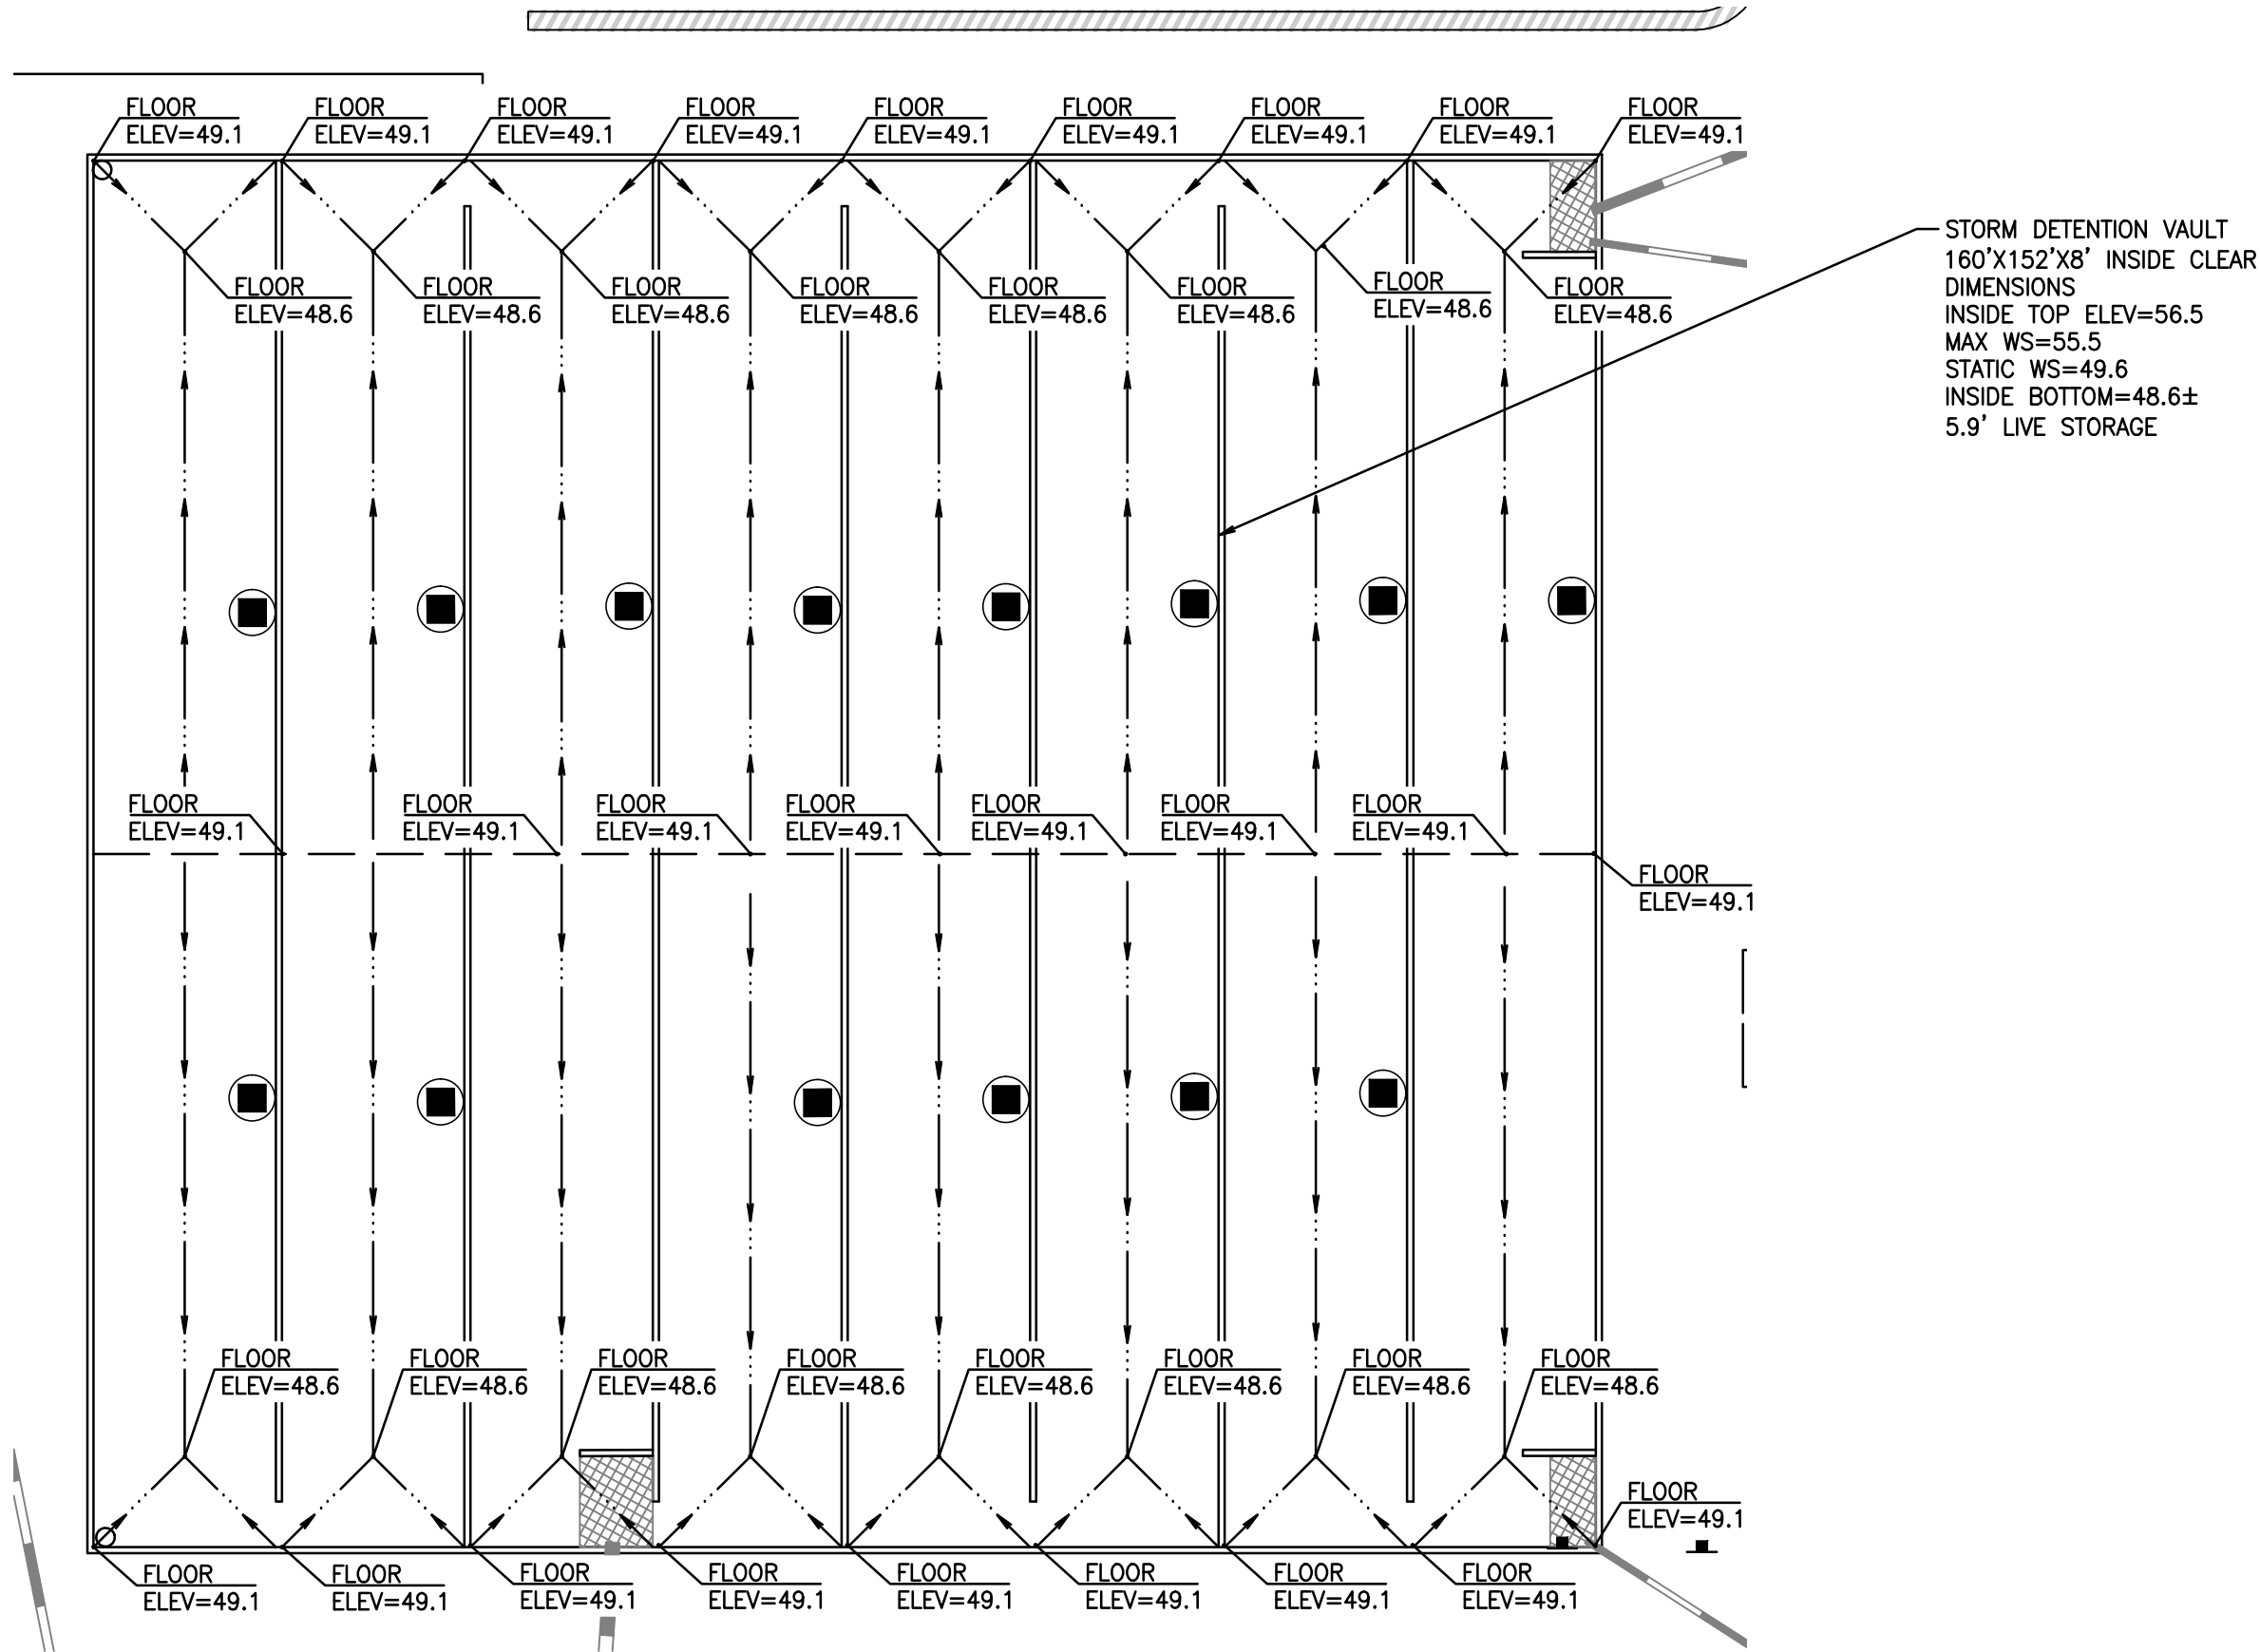 FLOOR
ELEV=49.1
FLOOR
ELEV=49.1
FLOOR
ELEV=49.1
FLOOR
ELEV=49.1
FLOOR
ELEV=49.1
FLOOR
ELEV=49.1
FLOOR
ELEV=49.1
FLOOR
ELEV=49.1
FLOOR
ELEV=49.1
STORM DETENTION VAULT
160'X152'X8' INSIDE CLEAR
DIMENSIONS
INSIDE TOP ELEV=56.5
MAX WS=55.5
STATIC WS=49.6
INSIDE BOTTOM=48.6±
5.9' LIVE STORAGE
FLOOR
ELEV=48.6
FLOOR
ELEV=48.6
FLOOR
ELEV=48.6
FLOOR
ELEV=48.6
FLOOR
ELEV=48.6
FLOOR
ELEV=48.6
FLOOR
ELEV=48.6
FLOOR
ELEV=48.6
FLOOR
ELEV=49.1
FLOOR
ELEV=49.1
FLOOR
ELEV=49.1
FLOOR
ELEV=49.1
FLOOR
ELEV=49.1
FLOOR
ELEV=49.1
FLOOR
ELEV=49.1
FLOOR
ELEV=49.1
FLOOR
ELEV=48.6
FLOOR
ELEV=48.6
FLOOR
ELEV=48.6
FLOOR
ELEV=48.6
FLOOR
ELEV=48.6
FLOOR
ELEV=48.6
FLOOR
ELEV=48.6
FLOOR
ELEV=48.6
FLOOR
ELEV=49.1
FLOOR
ELEV=49.1
FLOOR
ELEV=49.1
FLOOR
ELEV=49.1
FLOOR
ELEV=49.1
FLOOR
ELEV=49.1
FLOOR
ELEV=49.1
FLOOR
ELEV=49.1
FLOOR
ELEV=49.1